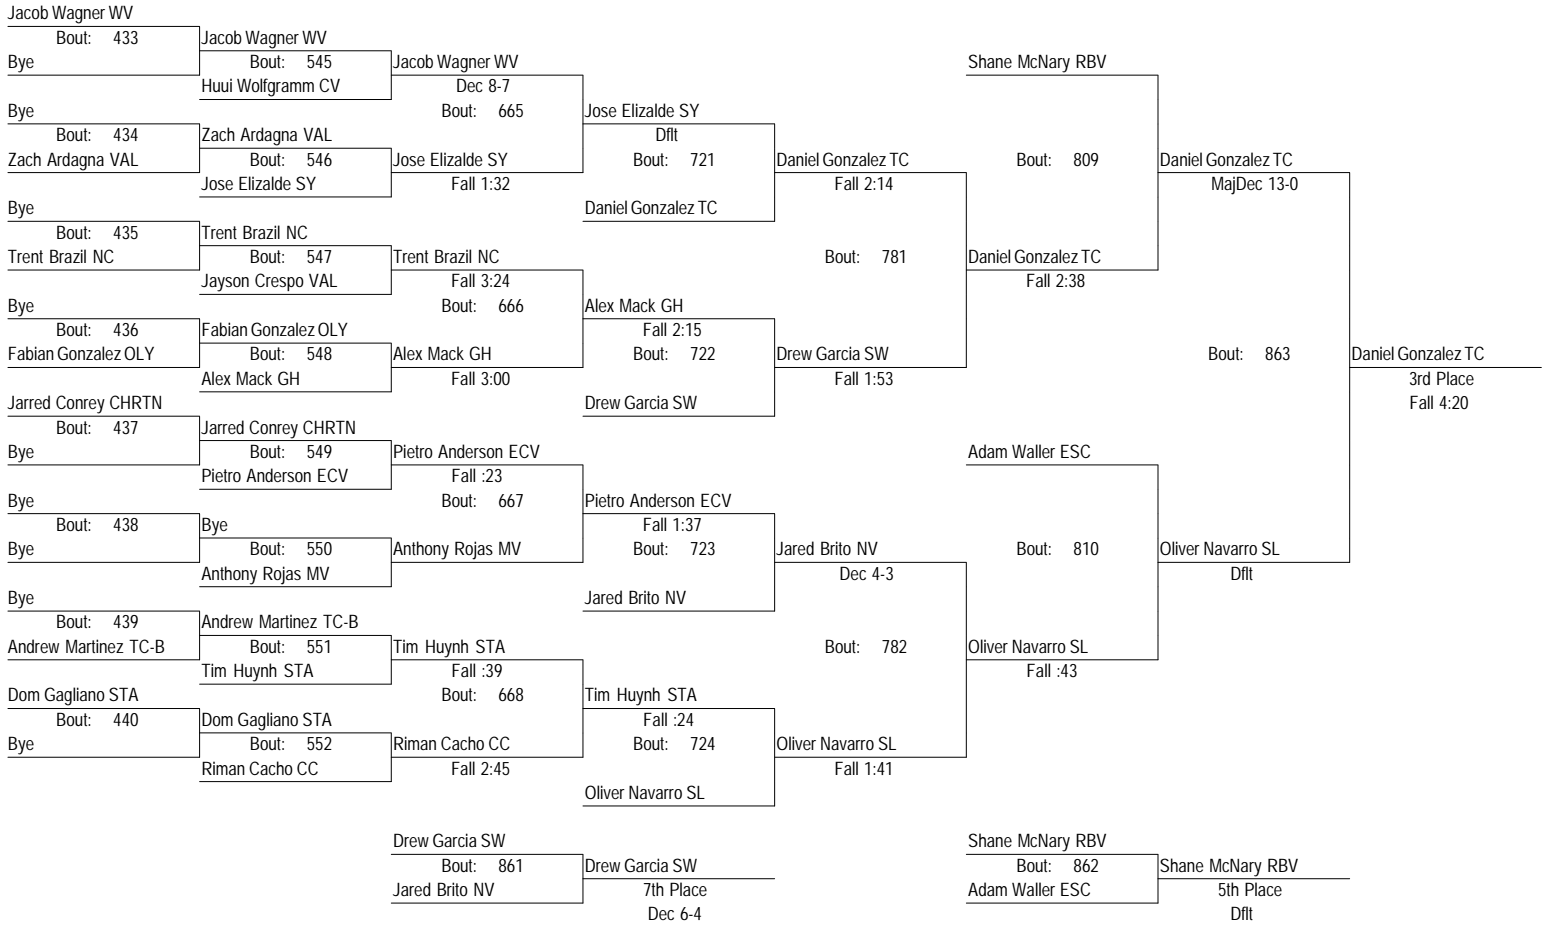 Jacob Wagner WV
Bout: 433
Bye
Bye
Bout: 434
Zach Ardagna VAL
Bye
Bout: 435
Trent Brazil NC
Bye
Bout: 436
Fabian Gonzalez OLY
Jarred Conrey CHRTN
Bout: 437
Bye
Bye
Bout: 438
Bye
Bye
Bout: 439
Andrew Martinez TC-B
Dom Gagliano STA
Bout: 440
Bye
Jacob Wagner WV
Bout: 545
Huui Wolfgramm CV
Zach Ardagna VAL
Bout: 546
Jose Elizalde SY
Trent Brazil NC
Bout: 547
Jayson Crespo VAL
Fabian Gonzalez OLY
Bout: 548
Alex Mack GH
Jarred Conrey CHRTN
Bout: 549
Pietro Anderson ECV
Bye
Bout: 550
Anthony Rojas MV
Andrew Martinez TC-B
Bout: 551
Tim Huynh STA
Dom Gagliano STA
Bout: 552
Riman Cacho CC
Jacob Wagner WV
Dec 8-7
Bout: 665
Jose Elizalde SY
Fall 1:32
Trent Brazil NC
Fall 3:24
Bout: 666
Alex Mack GH
Fall 3:00
Pietro Anderson ECV
Fall :23
Bout: 667
Anthony Rojas MV
Tim Huynh STA
Fall :39
Bout: 668
Riman Cacho CC
Fall 2:45
Jose Elizalde SY
Dflt
Bout: 721
Daniel Gonzalez TC
Alex Mack GH
Fall 2:15
Bout: 722
Drew Garcia SW
Pietro Anderson ECV
Fall 1:37
Bout: 723
Jared Brito NV
Tim Huynh STA
Fall :24
Bout: 724
Oliver Navarro SL
Daniel Gonzalez TC
Fall 2:14
Bout: 781
Drew Garcia SW
Fall 1:53
Jared Brito NV
Dec 4-3
Bout: 782
Oliver Navarro SL
Fall 1:41
Shane McNary RBV
Bout: 809
Daniel Gonzalez TC
Fall 2:38
Adam Waller ESC
Bout: 810
Oliver Navarro SL
Fall :43
Daniel Gonzalez TC
MajDec 13-0
Bout: 863
Oliver Navarro SL
Dflt
Daniel Gonzalez TC
3rd Place
Fall 4:20
Drew Garcia SW
Bout: 861
Jared Brito NV
Drew Garcia SW
7th Place
Dec 6-4
Shane McNary RBV
Bout: 862
Adam Waller ESC
Shane McNary RBV
5th Place
Dflt